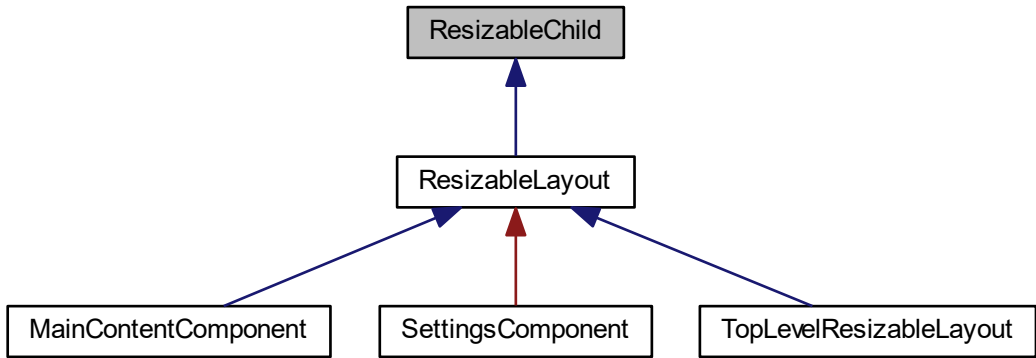 ResizableChild
ResizableLayout
MainContentComponent
SettingsComponent
TopLevelResizableLayout